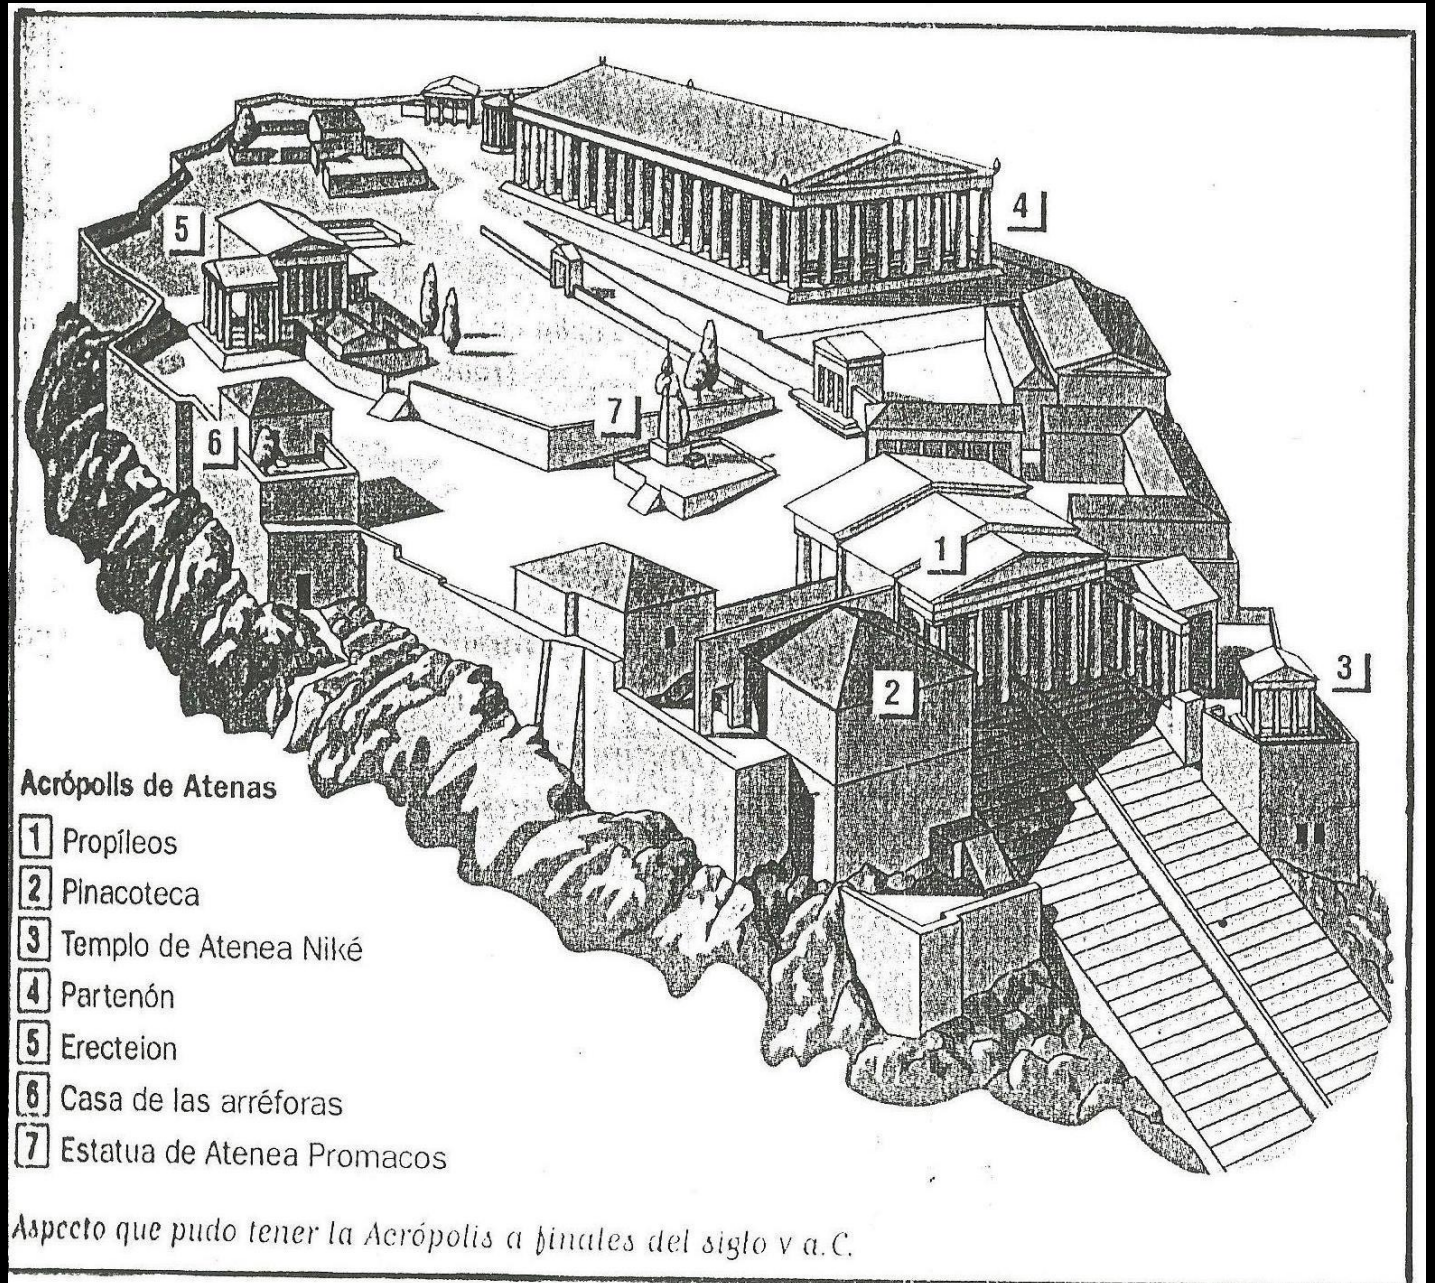 5
4
7
6
1
3
2
Acrópolis de Atenas
1 Propíleos
2 Pinacoteca
3 Templo de Atenea Niké
4 Partenón
5 Erecteion
6 Casa de las arréforas
7 Estatua de Atenea Promacos
Aspecto que pudo tener la Acrópolis a finales del siglo V a.C.